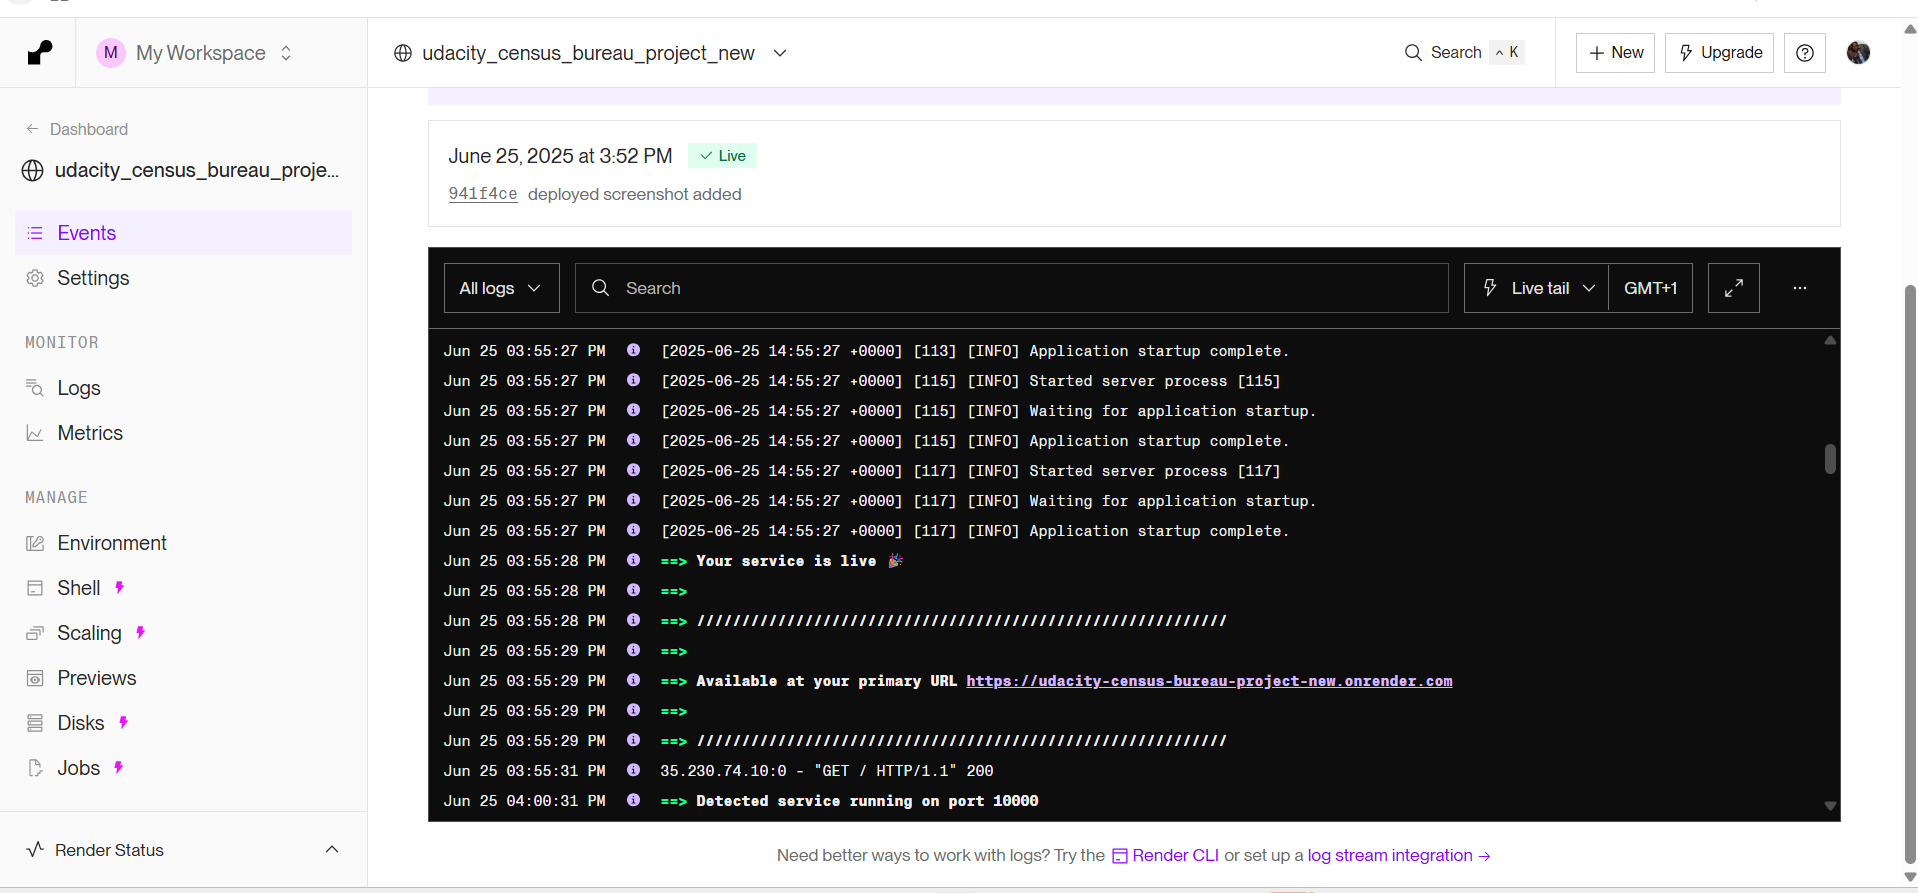 M My Workspace
udacity_census_bureau_project_new
Search ^ K
+ New
Upgrade
← Dashboard
udacity_census_bureau_proje...
Events
Settings
MONITOR
Logs
Metrics
MANAGE
Environment
Shell
Scaling
Previews
Disks
Jobs
Render Status
June 25, 2025 at 3:52 PM ✓ Live
941f4ce deployed screenshot added
All logs
Search
Live tail
GMT+1
...
Jun 25 03:55:27 PM [2025-06-25 14:55:27 +0000] [113] [INFO] Application startup complete.
Jun 25 03:55:27 PM [2025-06-25 14:55:27 +0000] [115] [INFO] Started server process [115]
Jun 25 03:55:27 PM [2025-06-25 14:55:27 +0000] [115] [INFO] Waiting for application startup.
Jun 25 03:55:27 PM [2025-06-25 14:55:27 +0000] [115] [INFO] Application startup complete.
Jun 25 03:55:27 PM [2025-06-25 14:55:27 +0000] [117] [INFO] Started server process [117]
Jun 25 03:55:27 PM [2025-06-25 14:55:27 +0000] [117] [INFO] Waiting for application startup.
Jun 25 03:55:27 PM [2025-06-25 14:55:27 +0000] [117] [INFO] Application startup complete.
Jun 25 03:55:28 PM ==> Your service is live 🎉
Jun 25 03:55:28 PM ==>
Jun 25 03:55:28 PM ==> ///////////////////////////////////////////////////////////
Jun 25 03:55:29 PM ==>
Jun 25 03:55:29 PM ==> Available at your primary URL https://udacity-census-bureau-project-new.onrender.com
Jun 25 03:55:29 PM ==>
Jun 25 03:55:29 PM ==> ///////////////////////////////////////////////////////////
Jun 25 03:55:31 PM 35.230.74.10:0 - "GET / HTTP/1.1" 200
Jun 25 04:00:31 PM ==> Detected service running on port 10000
Need better ways to work with logs? Try the Render CLI or set up a log stream integration →